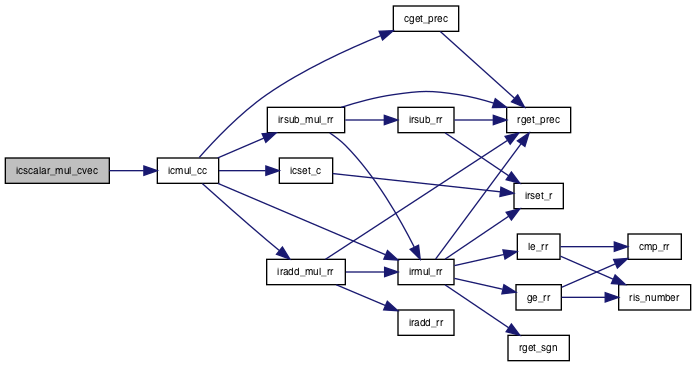 cget_prec
irsub_mul_rr
irsub_rr
rget_prec
icscalar_mul_cvec
icmul_cc
icset_c
irset_r
le_rr
cmp_rr
iradd_mul_rr
irmul_rr
ge_rr
ris_number
iradd_rr
rget_sgn